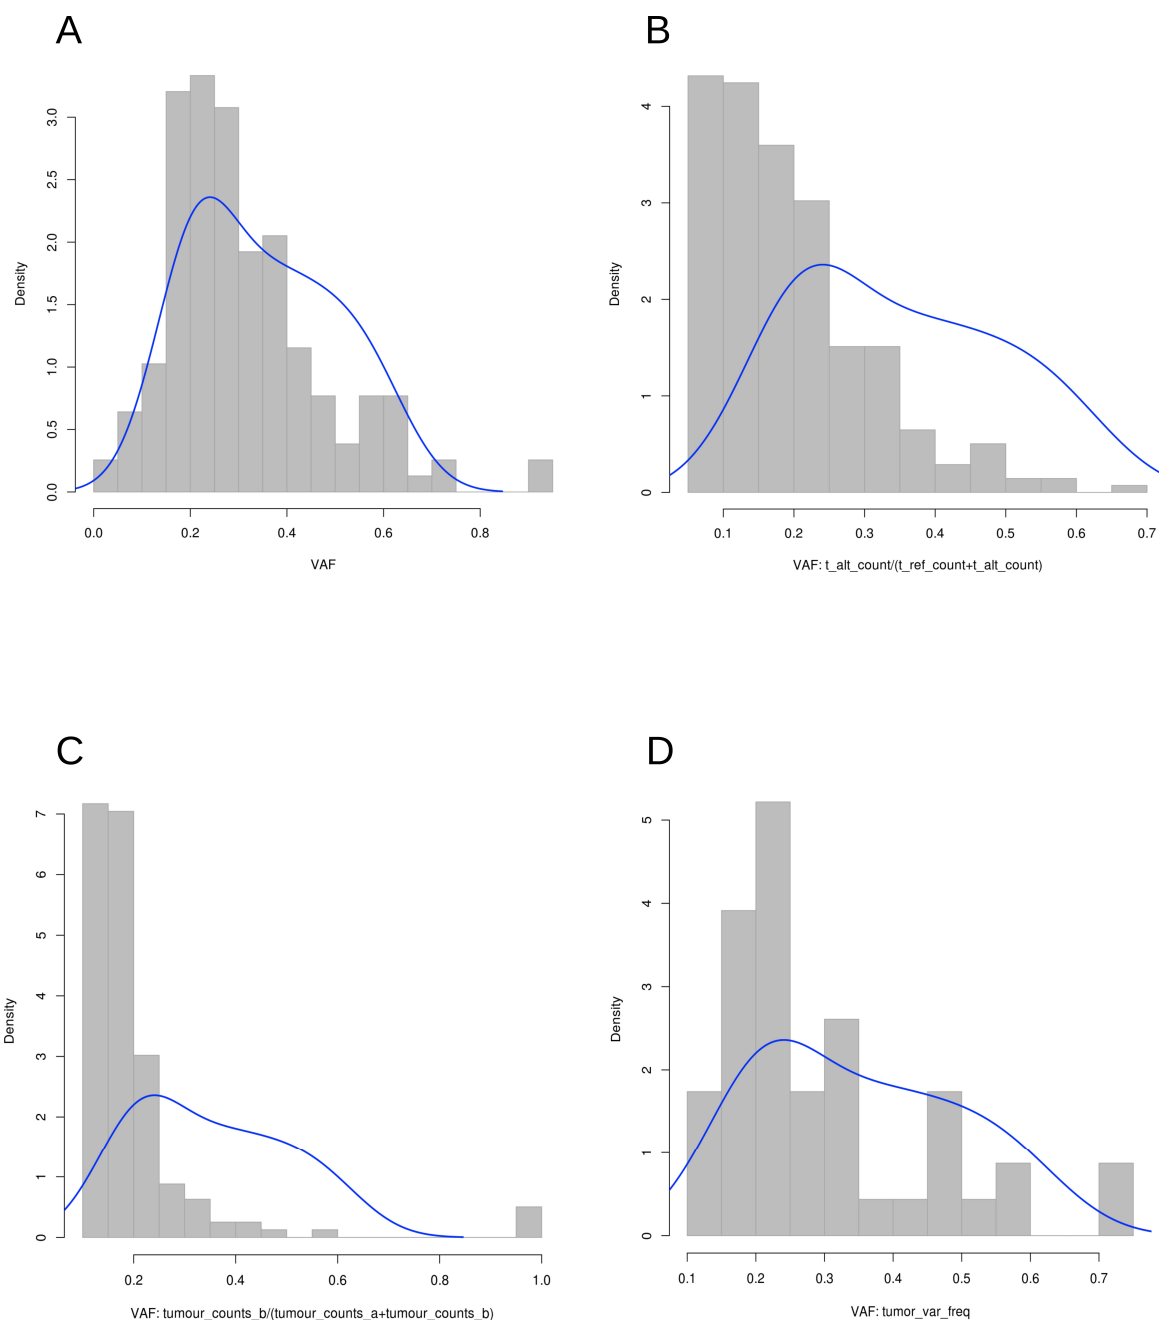 A
3.0
2.5
2.0
1.5
1.0
0.5
0.0
Density
0.0 0.2 0.4 0.6 0.8
VAF
B
4
3
2
1
0
Density
0.1 0.2 0.3 0.4 0.5 0.6 0.7
VAF: t_alt_count/(t_ref_count+t_alt_count)
C
7
6
5
4
3
2
1
0
Density
0.2 0.4 0.6 0.8 1.0
VAF: tumour_counts_b/(tumour_counts_a+tumour_counts_b)
D
5
4
3
2
1
0
Density
0.1 0.2 0.3 0.4 0.5 0.6 0.7
VAF: tumor_var_freq